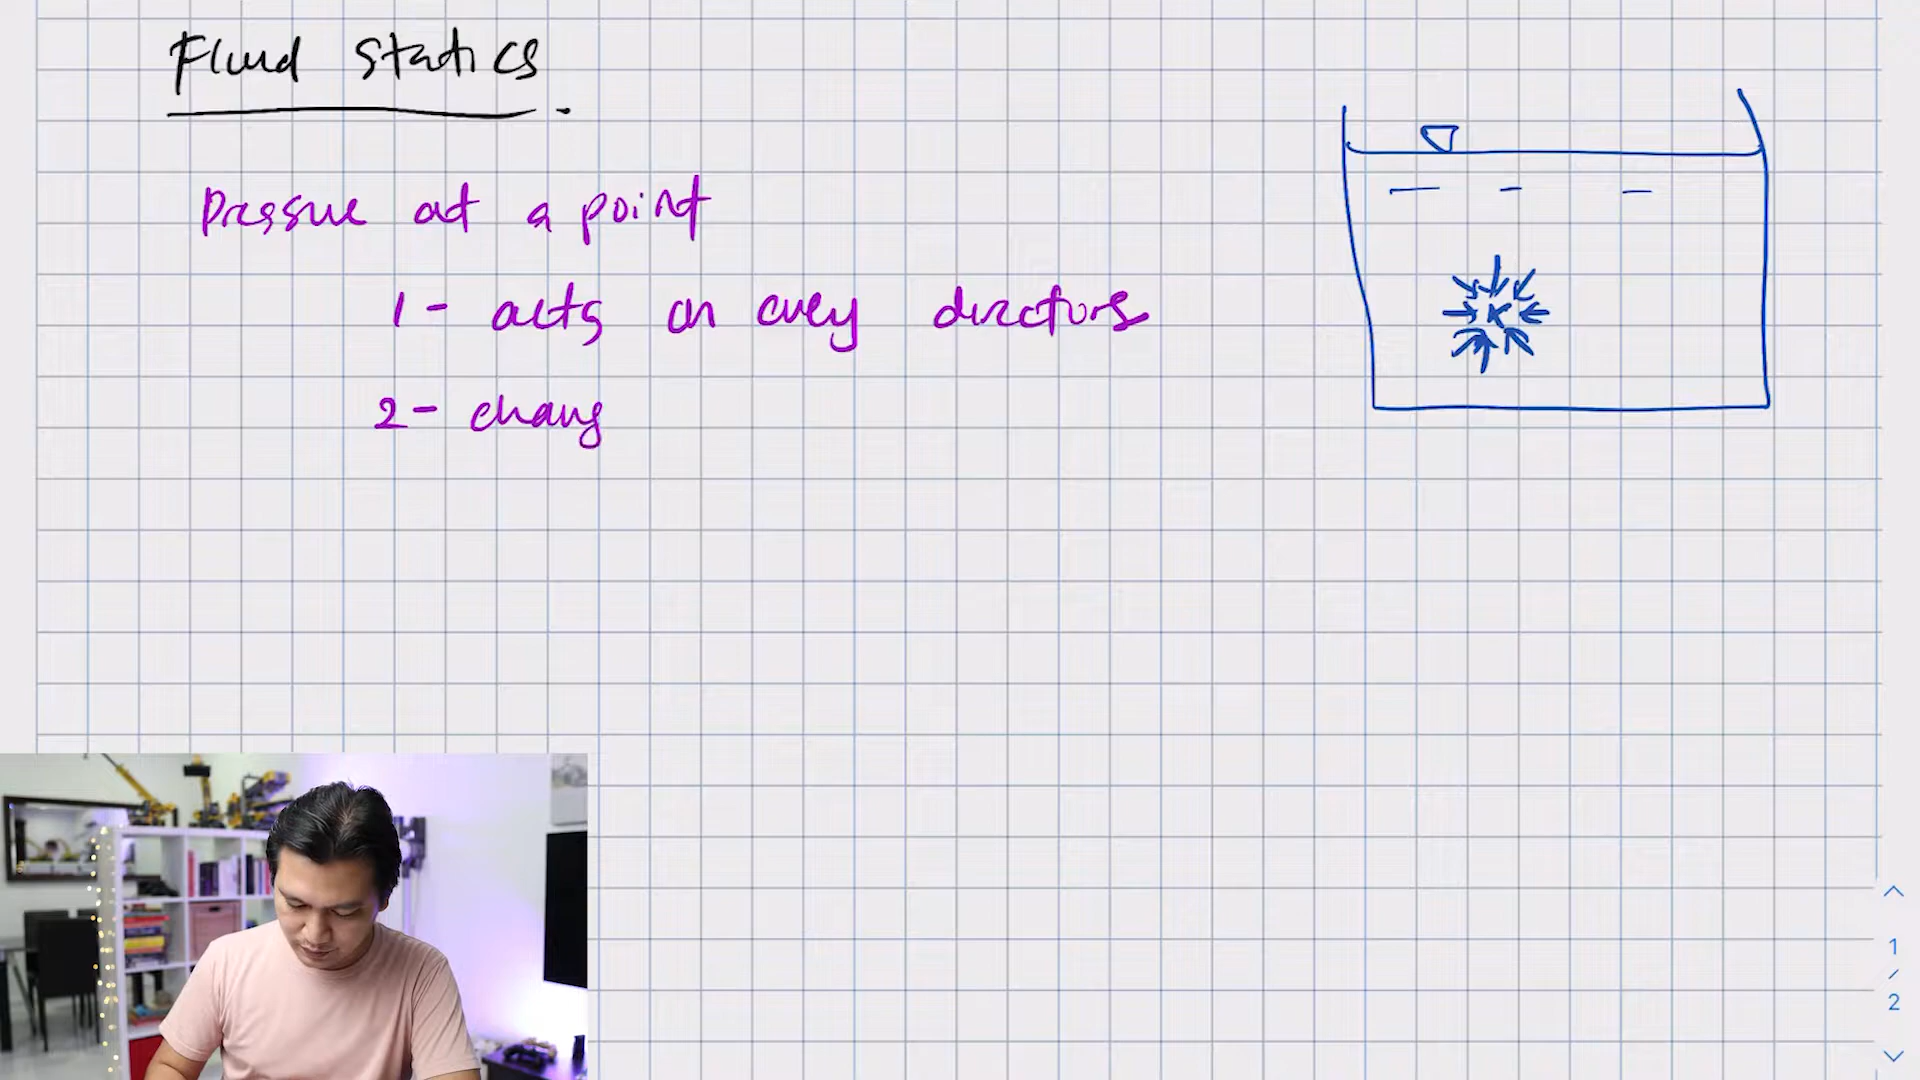 Fluid statics
Pressure at a point
1- acts on every directions
2- chang
1
/
2